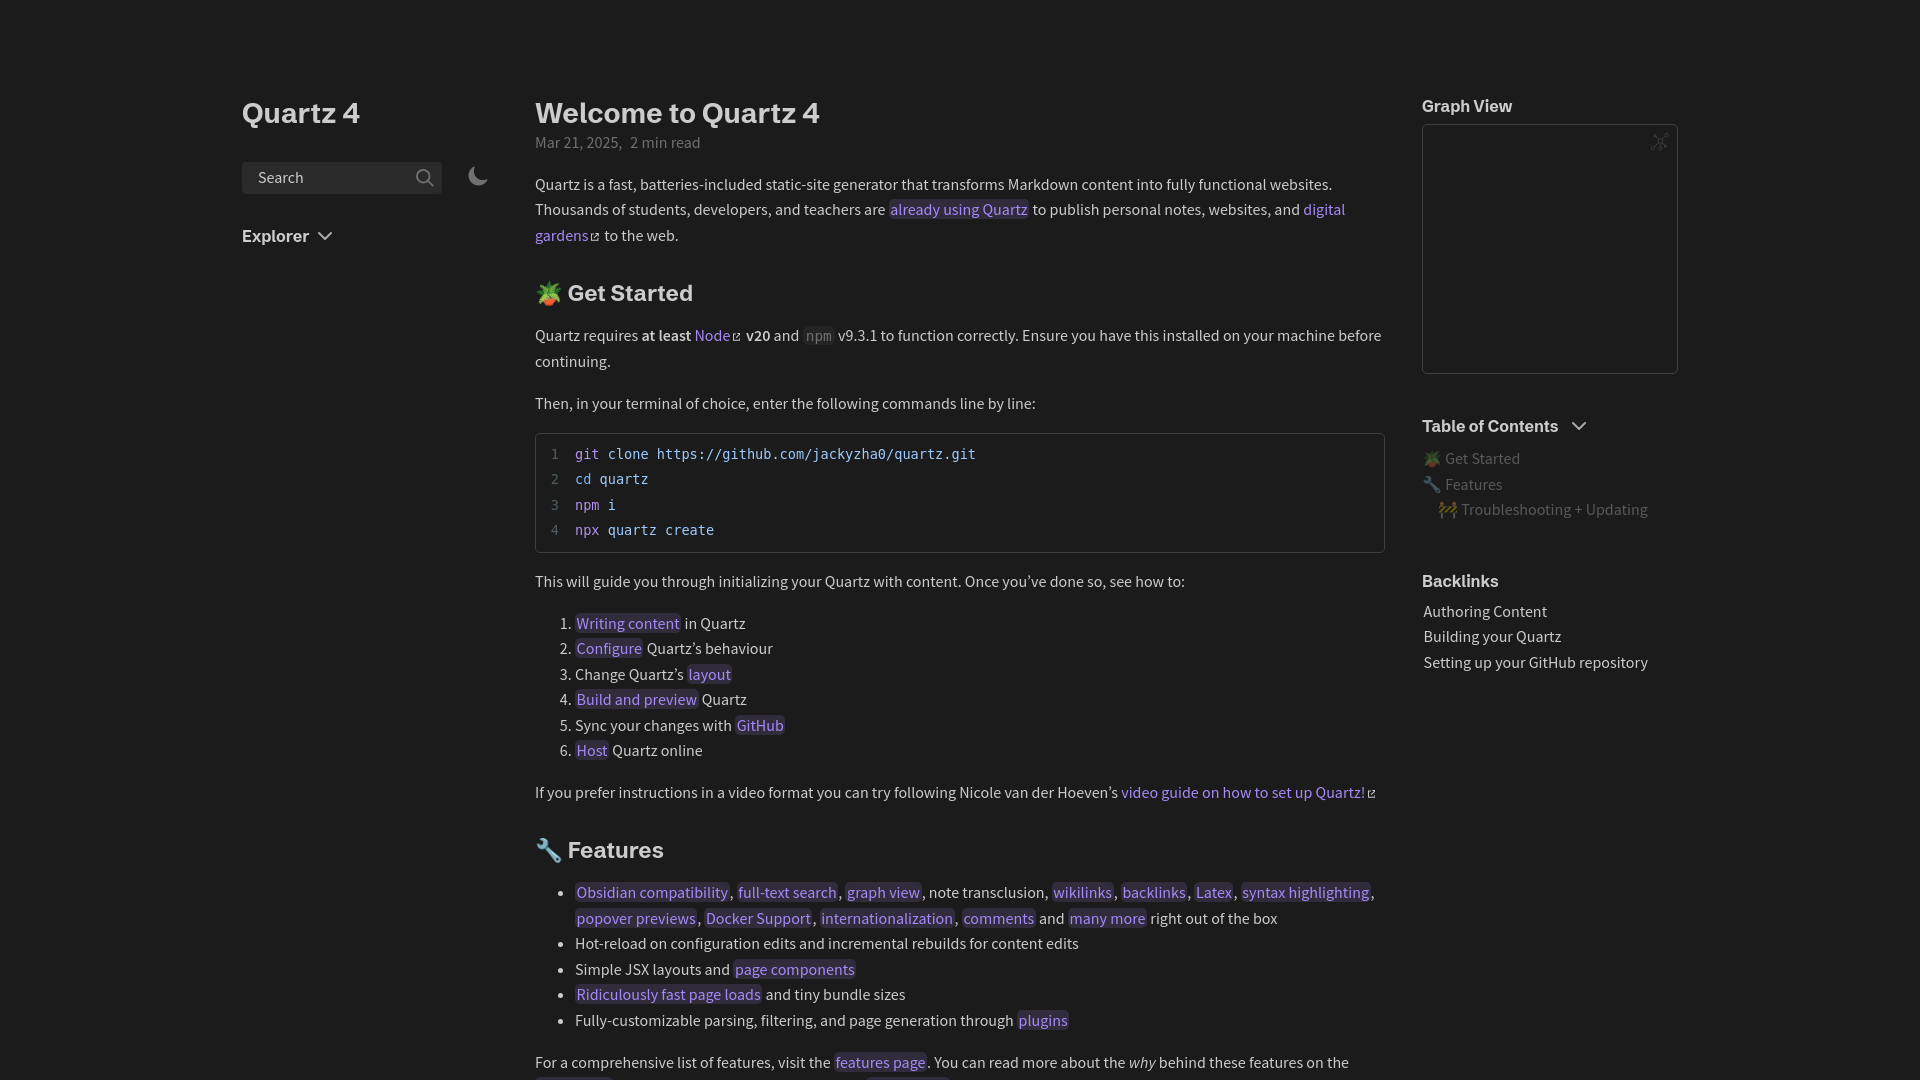 Quartz 4
Search
Explorer
Welcome to Quartz 4
Mar 21, 2025, 2 min read
Quartz is a fast, batteries-included static-site generator that transforms Markdown content into fully functional websites.
Thousands of students, developers, and teachers are already using Quartz to publish personal notes, websites, and digital
gardens to the web.
🪴 Get Started
Quartz requires at least Node v20 and npm v9.3.1 to function correctly. Ensure you have this installed on your machine before
continuing.
Then, in your terminal of choice, enter the following commands line by line:
1 git clone https://github.com/jackyzha0/quartz.git
2 cd quartz
3 npm i
4 npx quartz create
This will guide you through initializing your Quartz with content. Once you’ve done so, see how to:
1. Writing content in Quartz
2. Configure Quartz’s behaviour
3. Change Quartz’s layout
4. Build and preview Quartz
5. Sync your changes with GitHub
6. Host Quartz online
If you prefer instructions in a video format you can try following Nicole van der Hoeven’s video guide on how to set up Quartz!
🔧 Features
• Obsidian compatibility, full-text search, graph view, note transclusion, wikilinks, backlinks, Latex, syntax highlighting,
popover previews, Docker Support, internationalization, comments and many more right out of the box
• Hot-reload on configuration edits and incremental rebuilds for content edits
• Simple JSX layouts and page components
• Ridiculously fast page loads and tiny bundle sizes
• Fully-customizable parsing, filtering, and page generation through plugins
For a comprehensive list of features, visit the features page. You can read more about the why behind these features on the
Graph View
Table of Contents
🪴 Get Started
🔧 Features
🚧 Troubleshooting + Updating
Backlinks
Authoring Content
Building your Quartz
Setting up your GitHub repository